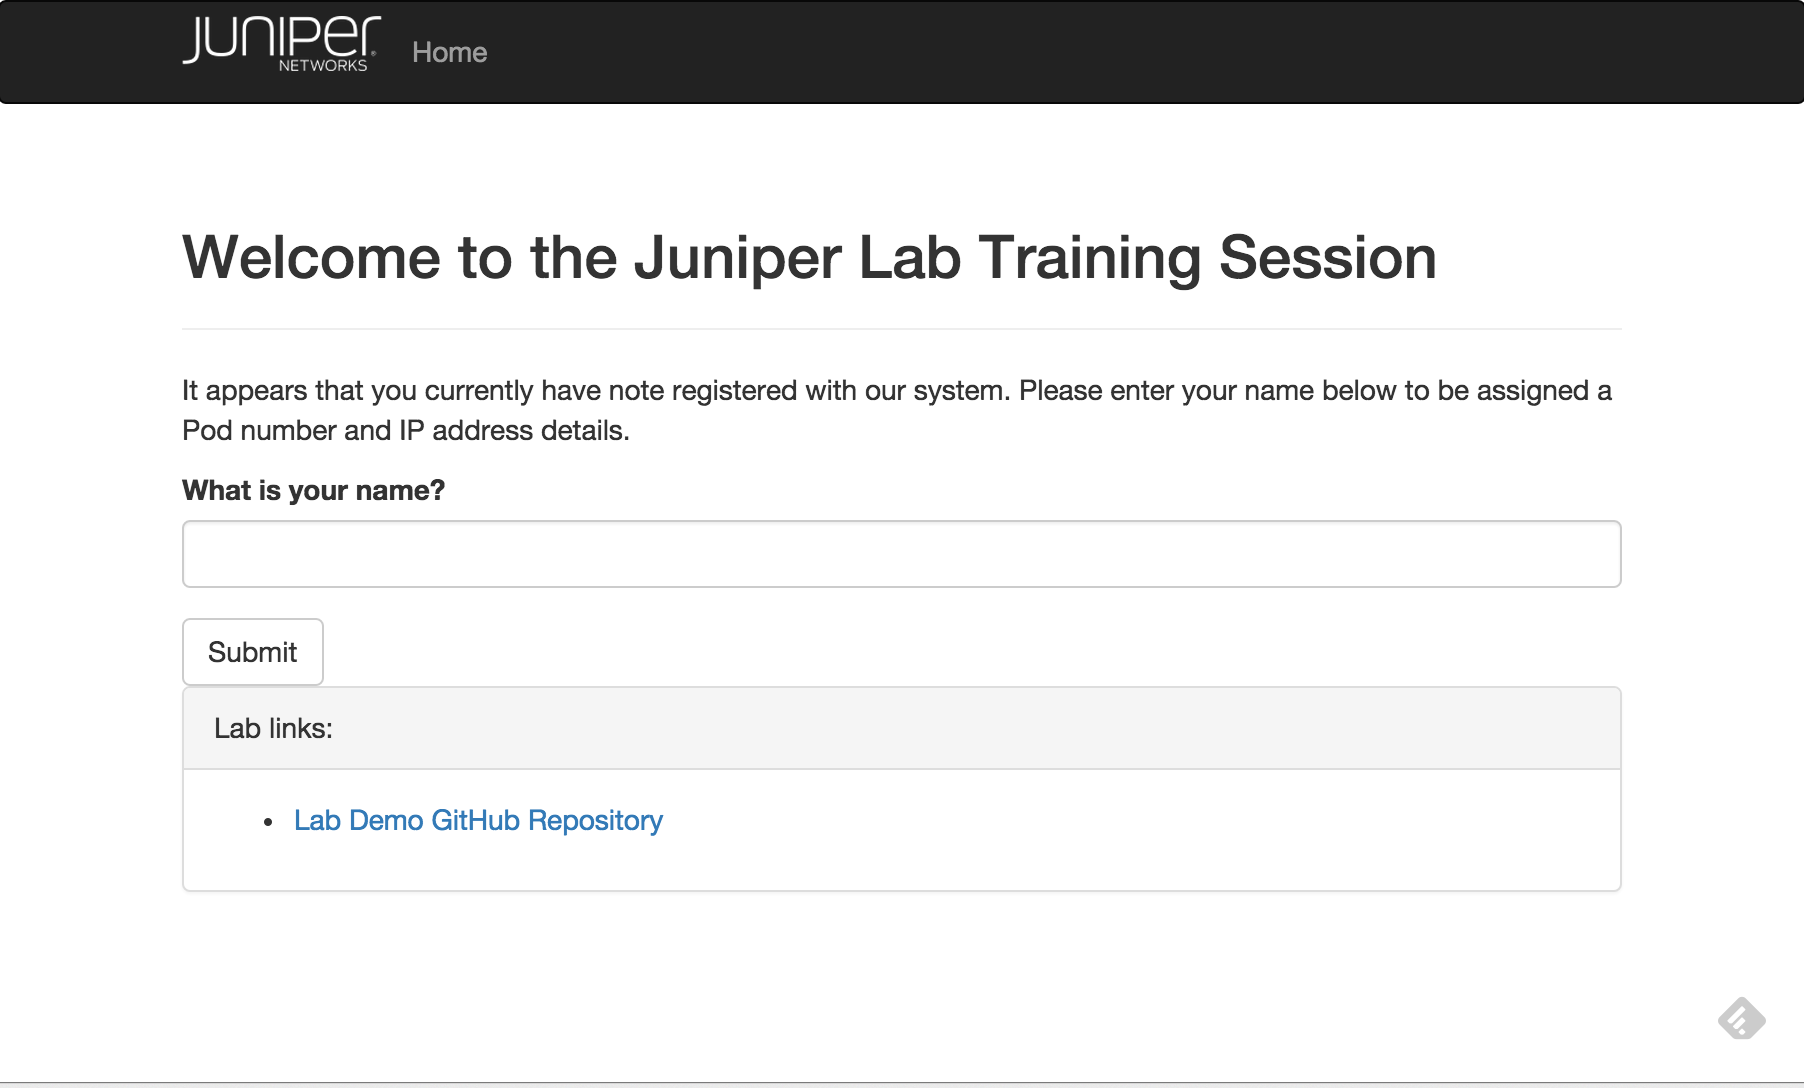 Juniper
NETWORKS
Home
Welcome to the Juniper Lab Training Session
It appears that you currently have note registered with our system. Please enter your name below to be assigned a
Pod number and IP address details.
What is your name?
Submit
Lab links:
• Lab Demo GitHub Repository